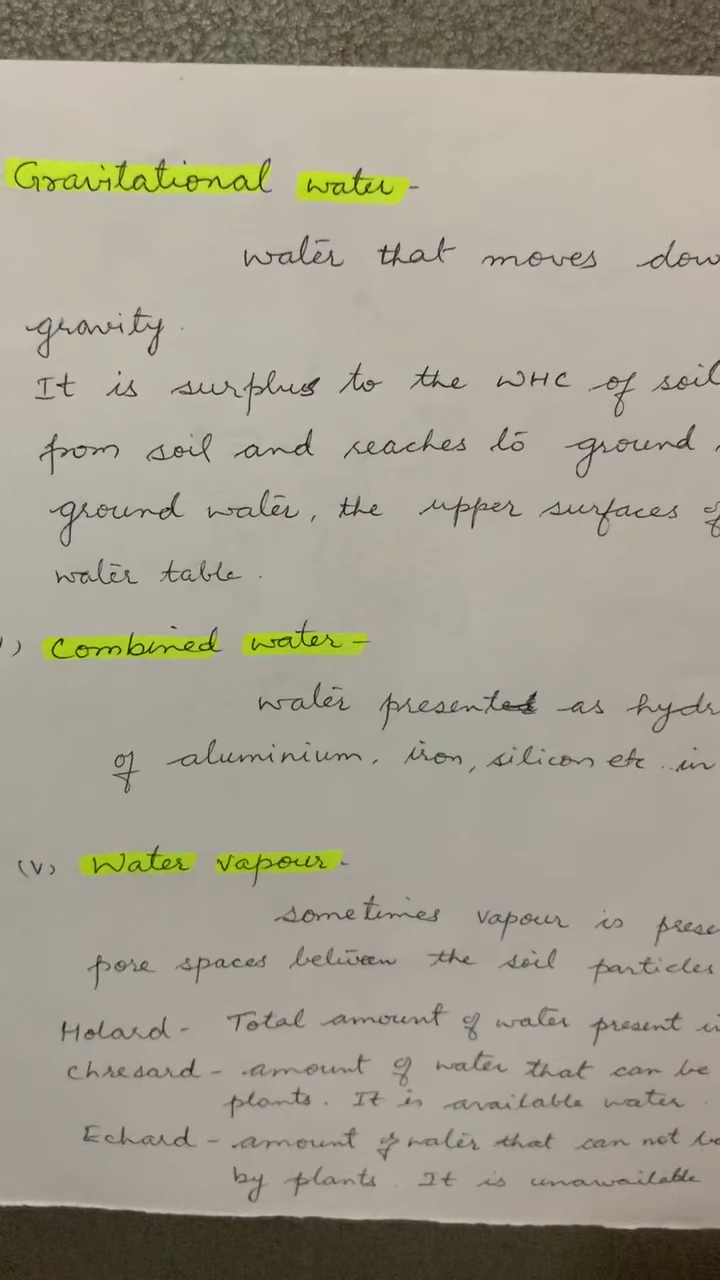 Gravitational water -
water that moves dow
gravity.
It is surplus to the WHC of soil
from soil and reaches to ground
ground water, the upper surfaces of
water table.
) Combined water -
water presented as hydr
of aluminium, iron, silicon etc. in
(V) Water vapour -
sometimes vapour is prese
pore spaces between the soil particles
Holard - Total amount of water present i
Chresard - amount of water that can be
plants. It is available water
Echard - amount of water that can not be
by plants. It is unawailable